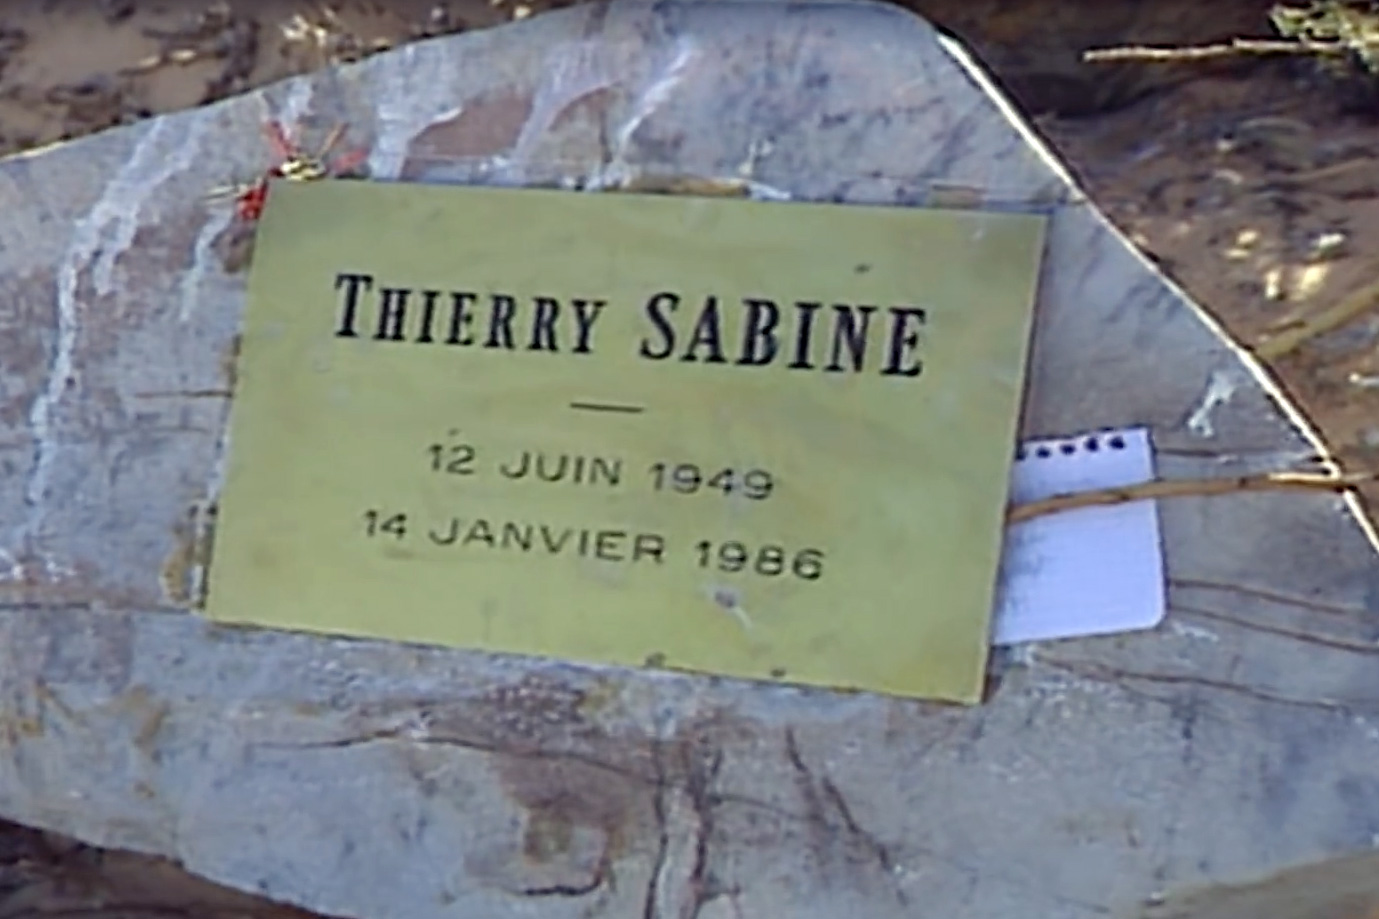 THIERRY SABINE
12 JUIN 1949
14 JANVIER 1986